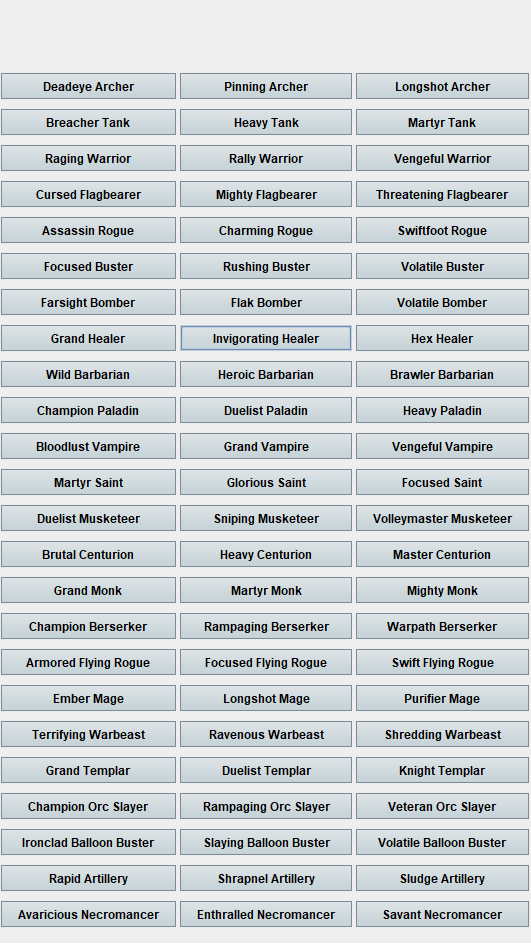 Deadeye Archer Pinning Archer Longshot Archer
Breacher Tank Heavy Tank Martyr Tank
Raging Warrior Rally Warrior Vengeful Warrior
Cursed Flagbearer Mighty Flagbearer Threatening Flagbearer
Assassin Rogue Charming Rogue Swiftfoot Rogue
Focused Buster Rushing Buster Volatile Buster
Farsight Bomber Flak Bomber Volatile Bomber
Grand Healer Invigorating Healer Hex Healer
Wild Barbarian Heroic Barbarian Brawler Barbarian
Champion Paladin Duelist Paladin Heavy Paladin
Bloodlust Vampire Grand Vampire Vengeful Vampire
Martyr Saint Glorious Saint Focused Saint
Duelist Musketeer Sniping Musketeer Volleymaster Musketeer
Brutal Centurion Heavy Centurion Master Centurion
Grand Monk Martyr Monk Mighty Monk
Champion Berserker Rampaging Berserker Warpath Berserker
Armored Flying Rogue Focused Flying Rogue Swift Flying Rogue
Ember Mage Longshot Mage Purifier Mage
Terrifying Warbeast Ravenous Warbeast Shredding Warbeast
Grand Templar Duelist Templar Knight Templar
Champion Orc Slayer Rampaging Orc Slayer Veteran Orc Slayer
Ironclad Balloon Buster Slaying Balloon Buster Volatile Balloon Buster
Rapid Artillery Shrapnel Artillery Sludge Artillery
Avaricious Necromancer Enthralled Necromancer Savant Necromancer